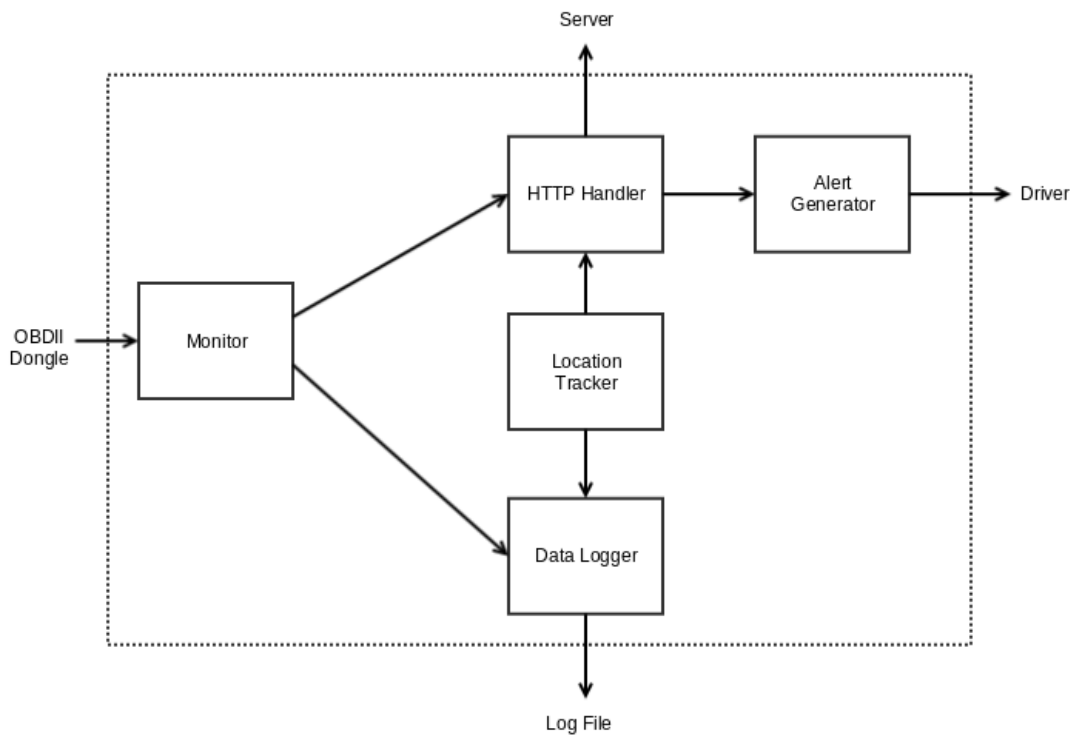 Server
HTTP Handler
Alert
Generator
Driver
OBDII
Dongle
Monitor
Location
Tracker
Data Logger
Log File